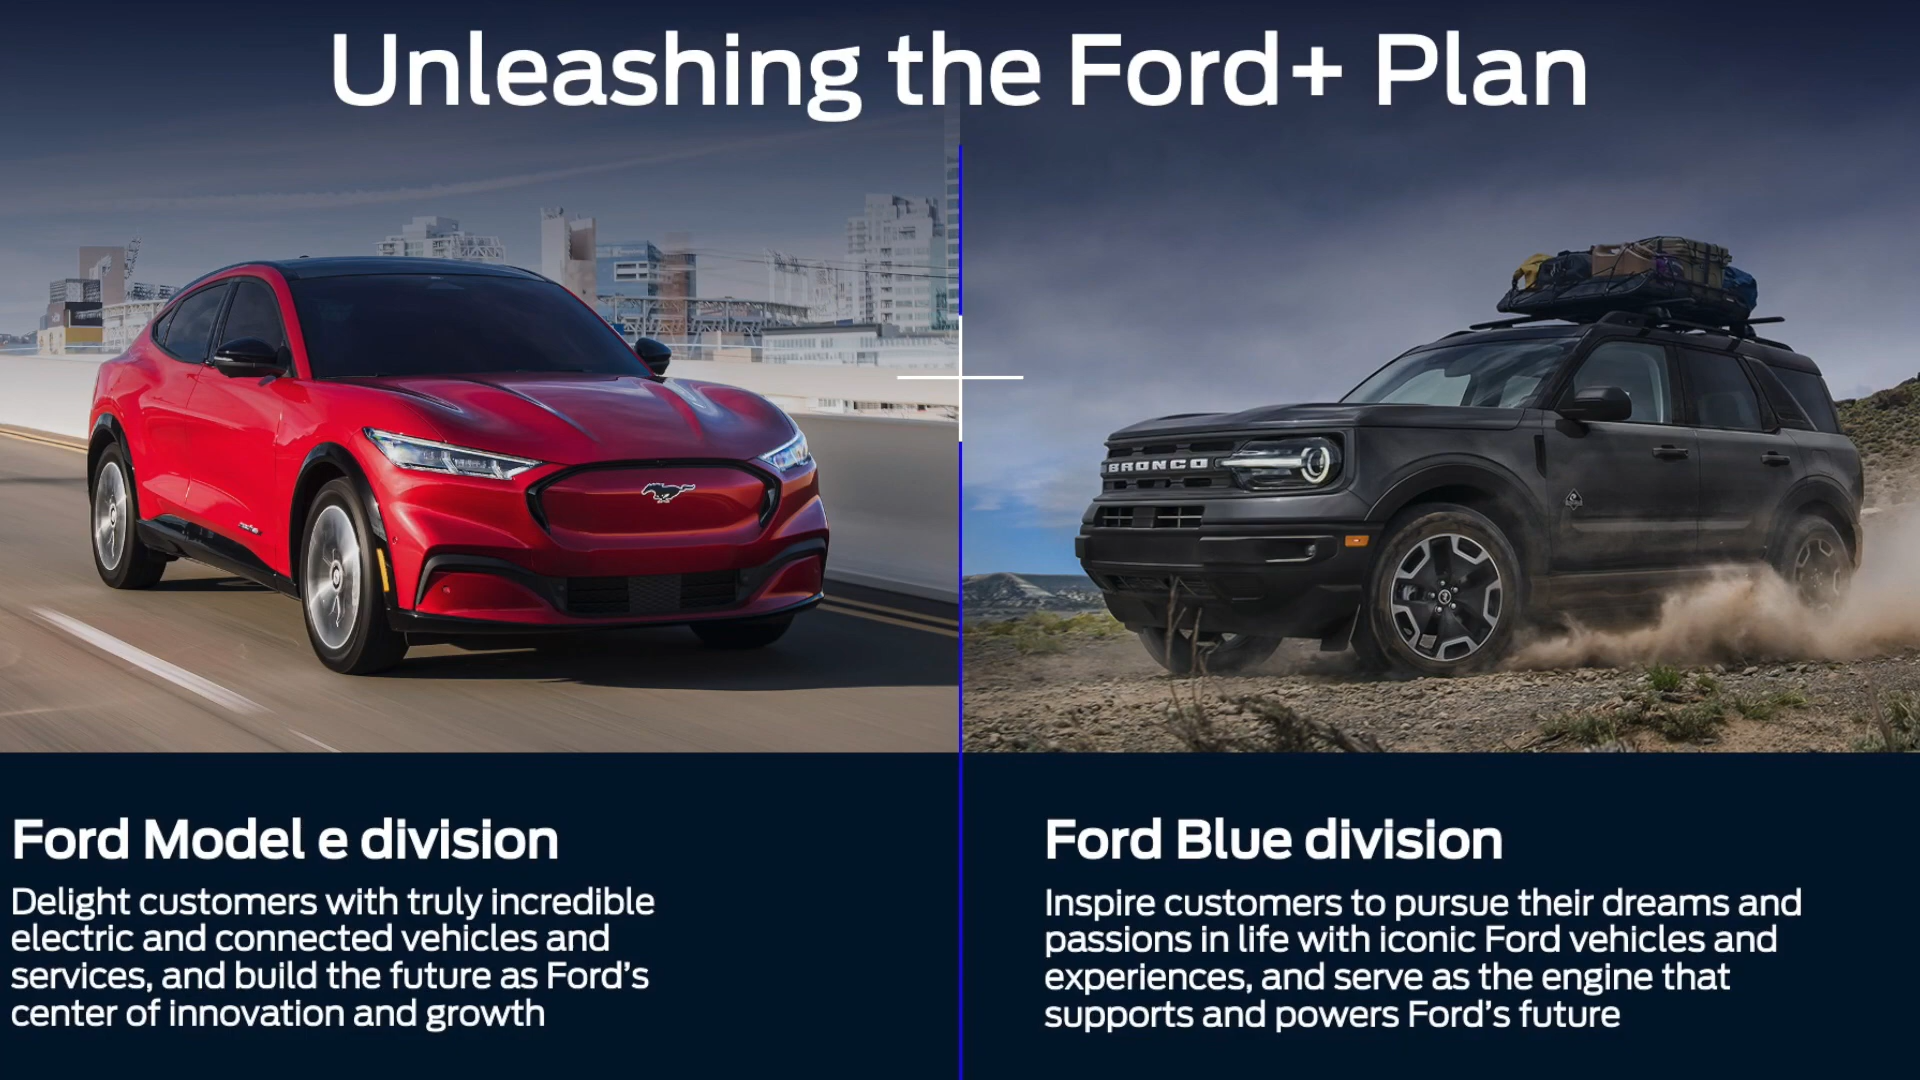 Unleashing the Ford+ Plan
BRONCO
Ford Model e division
Delight customers with truly incredible
electric and connected vehicles and
services, and build the future as Ford’s
center of innovation and growth
Ford Blue division
Inspire customers to pursue their dreams and
passions in life with iconic Ford vehicles and
experiences, and serve as the engine that
supports and powers Ford’s future